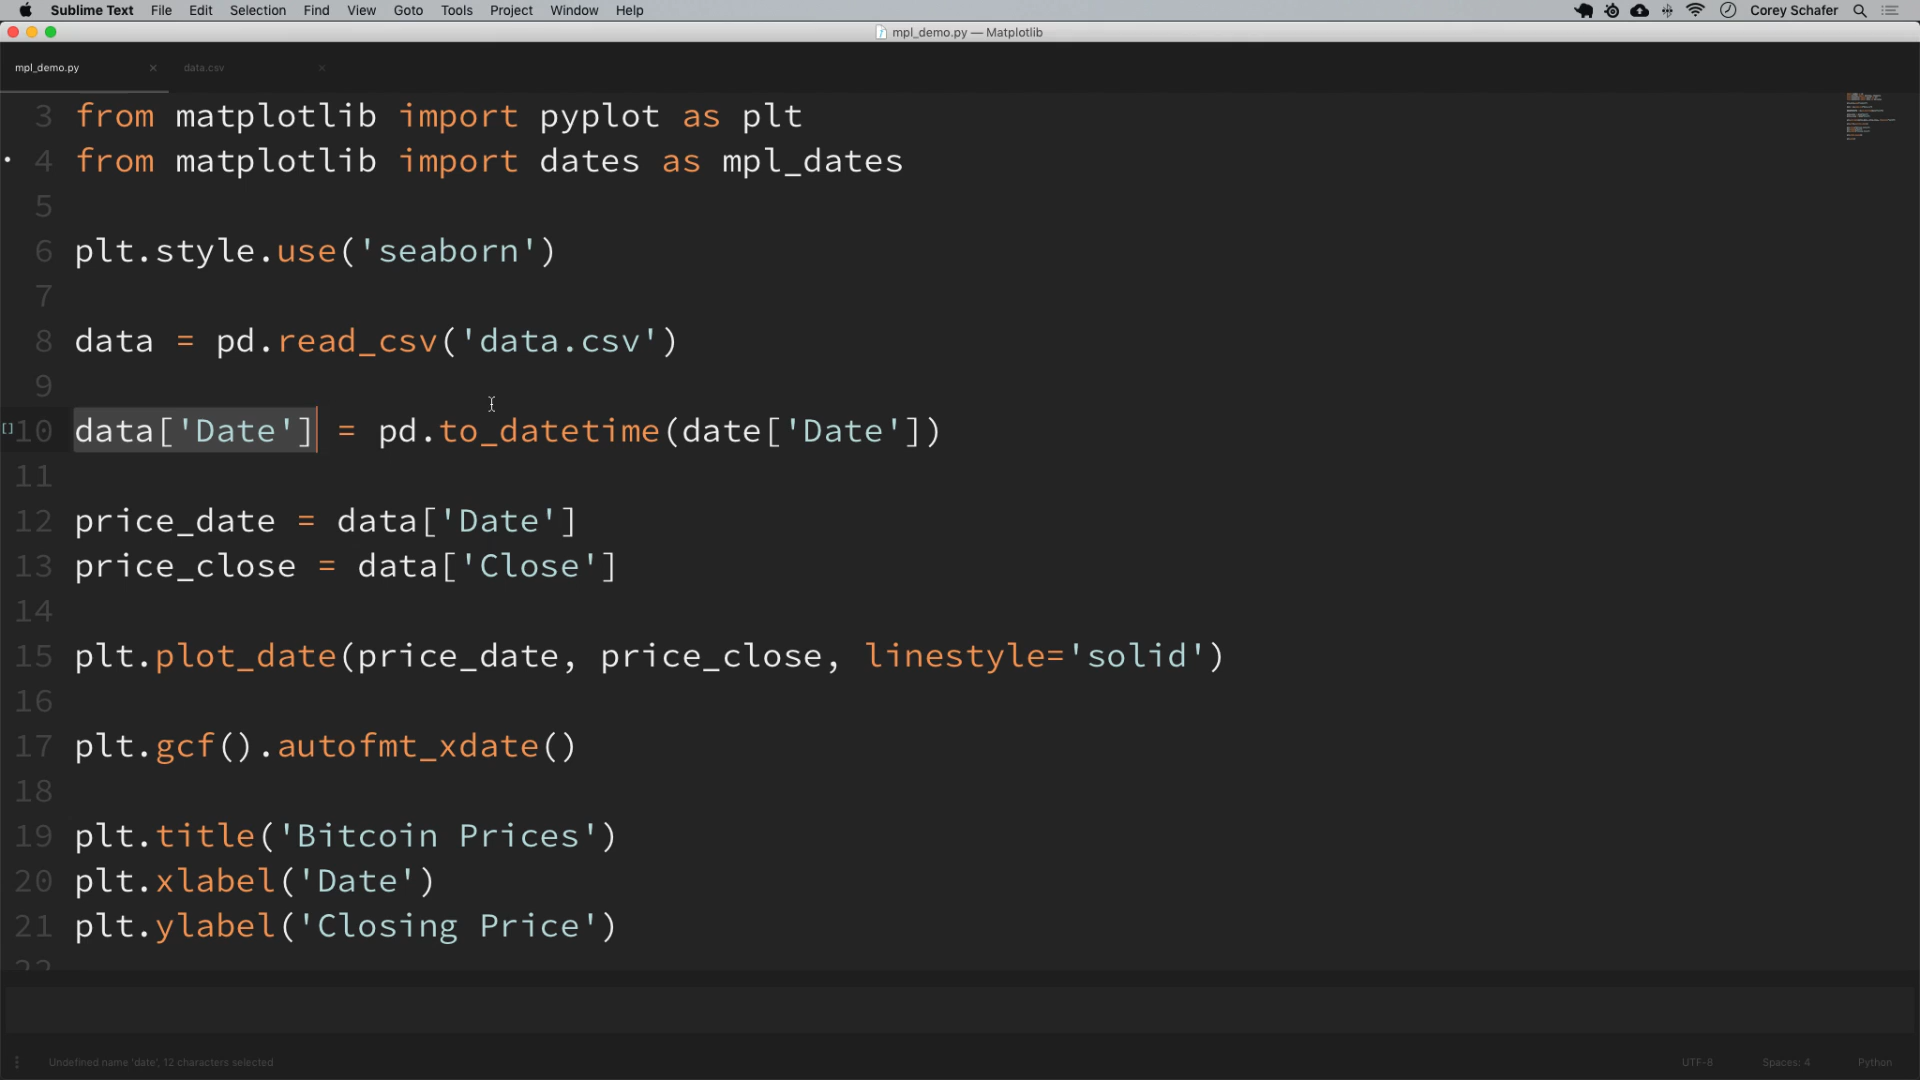 Sublime Text File Edit Selection Find View Goto Tools Project Window Help Corey Schafer
mpl_demo.py — Matplotlib
mpl_demo.py × data.csv ×
3 from matplotlib import pyplot as plt
4 from matplotlib import dates as mpl_dates
5
6 plt.style.use('seaborn')
7
8 data = pd.read_csv('data.csv')
9
10 data['Date'] = pd.to_datetime(date['Date'])
11
12 price_date = data['Date']
13 price_close = data['Close']
14
15 plt.plot_date(price_date, price_close, linestyle='solid')
16
17 plt.gcf().autofmt_xdate()
18
19 plt.title('Bitcoin Prices')
20 plt.xlabel('Date')
21 plt.ylabel('Closing Price')
22
Undefined name 'date', 12 characters selected UTF-8 Spaces: 4 Python